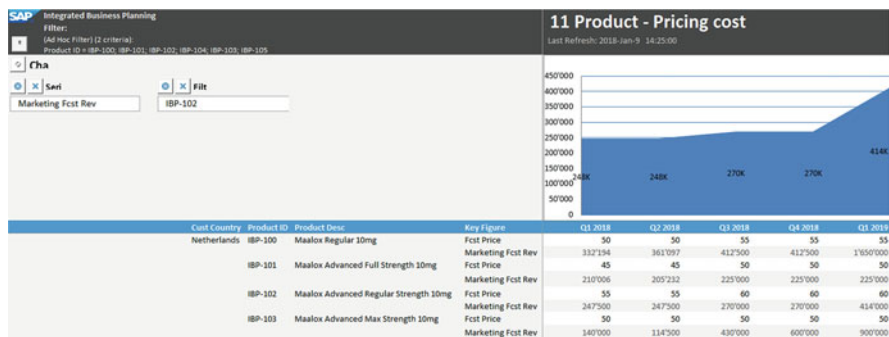 SAP Integrated Business Planning
Filter:
(Ad Hoc Filter) (2 criteria):
Product ID = IBP-100; IBP-101; IBP-102; IBP-104; IBP-103; IBP-105
11 Product - Pricing cost
Last Refresh: 2018-Jan-9 14:25:00
Cha
Seri Filt
Marketing Fcst Rev IBP-102
450'000
400'000
350'000
300'000
250'000
200'000
150'000
100'000
50'000
0
248K 248K 270K 270K 414K
Cust Country Product ID Product Desc Key Figure Q1 2018 Q2 2018 Q3 2018 Q4 2018 Q1 2019
Netherlands IBP-100 Maalox Regular 10mg Fcst Price 50 50 55 55 55
Marketing Fcst Rev 332'194 361'097 412'500 412'500 1'650'000
IBP-101 Maalox Advanced Full Strength 10mg Fcst Price 45 45 50 50 50
Marketing Fcst Rev 210'006 205'232 225'000 225'000 225'000
IBP-102 Maalox Advanced Regular Strength 10mg Fcst Price 55 55 60 60 60
Marketing Fcst Rev 247'500 247'500 270'000 270'000 414'000
IBP-103 Maalox Advanced Max Strength 10mg Fcst Price 50 50 50 50 50
Marketing Fcst Rev 140'000 114'500 430'000 600'000 900'000